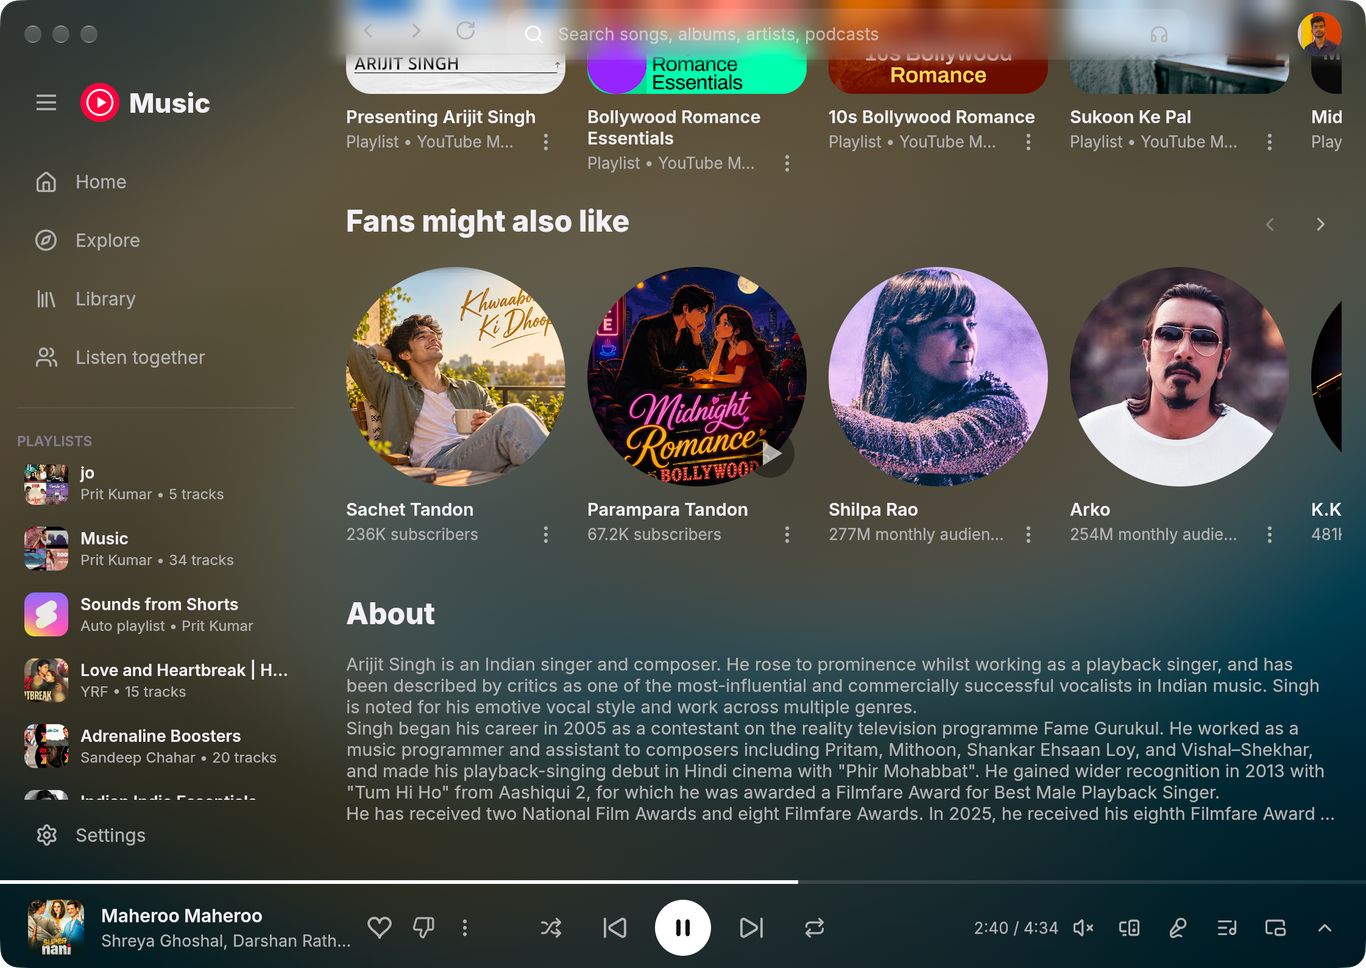 Search songs, albums, artists, podcasts
Music
Home
Explore
Library
Listen together
PLAYLISTS
jo
Prit Kumar • 5 tracks
Music
Prit Kumar • 34 tracks
Sounds from Shorts
Auto playlist • Prit Kumar
Love and Heartbreak | H...
YRF • 15 tracks
Adrenaline Boosters
Sandeep Chahar • 20 tracks
Indian Indie Essentials
Settings
ARIJIT SINGH
Romance
Essentials
10s Bollywood
Romance
Presenting Arijit Singh
Playlist • YouTube M...
Bollywood Romance
Essentials
Playlist • YouTube M...
10s Bollywood Romance
Playlist • YouTube M...
Sukoon Ke Pal
Playlist • YouTube M...
Mid
Play
Fans might also like
Khwaabo
Ki Dhoop
Midnight
Romance
BOLLYWOOD
Sachet Tandon
236K subscribers
Parampara Tandon
67.2K subscribers
Shilpa Rao
277M monthly audien...
Arko
254M monthly audie...
K.K
481K
About
Arijit Singh is an Indian singer and composer. He rose to prominence whilst working as a playback singer, and has
been described by critics as one of the most-influential and commercially successful vocalists in Indian music. Singh
is noted for his emotive vocal style and work across multiple genres.
Singh began his career in 2005 as a contestant on the reality television programme Fame Gurukul. He worked as a
music programmer and assistant to composers including Pritam, Mithoon, Shankar Ehsaan Loy, and Vishal–Shekhar,
and made his playback-singing debut in Hindi cinema with "Phir Mohabbat". He gained wider recognition in 2013 with
"Tum Hi Ho" from Aashiqui 2, for which he was awarded a Filmfare Award for Best Male Playback Singer.
He has received two National Film Awards and eight Filmfare Awards. In 2025, he received his eighth Filmfare Award ...
SUPER
nani
Maheroo Maheroo
Shreya Ghoshal, Darshan Rath...
2:40 / 4:34